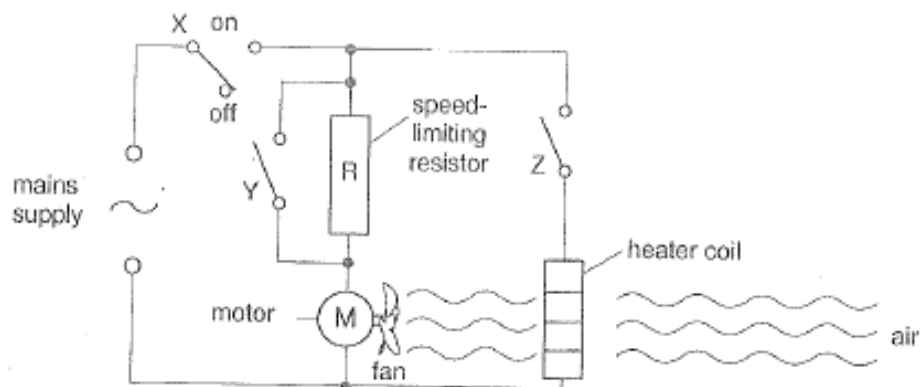 X
on
off
speed-
limiting
resistor
R
Y
Z
mains
supply
heater coil
motor
M
fan
air